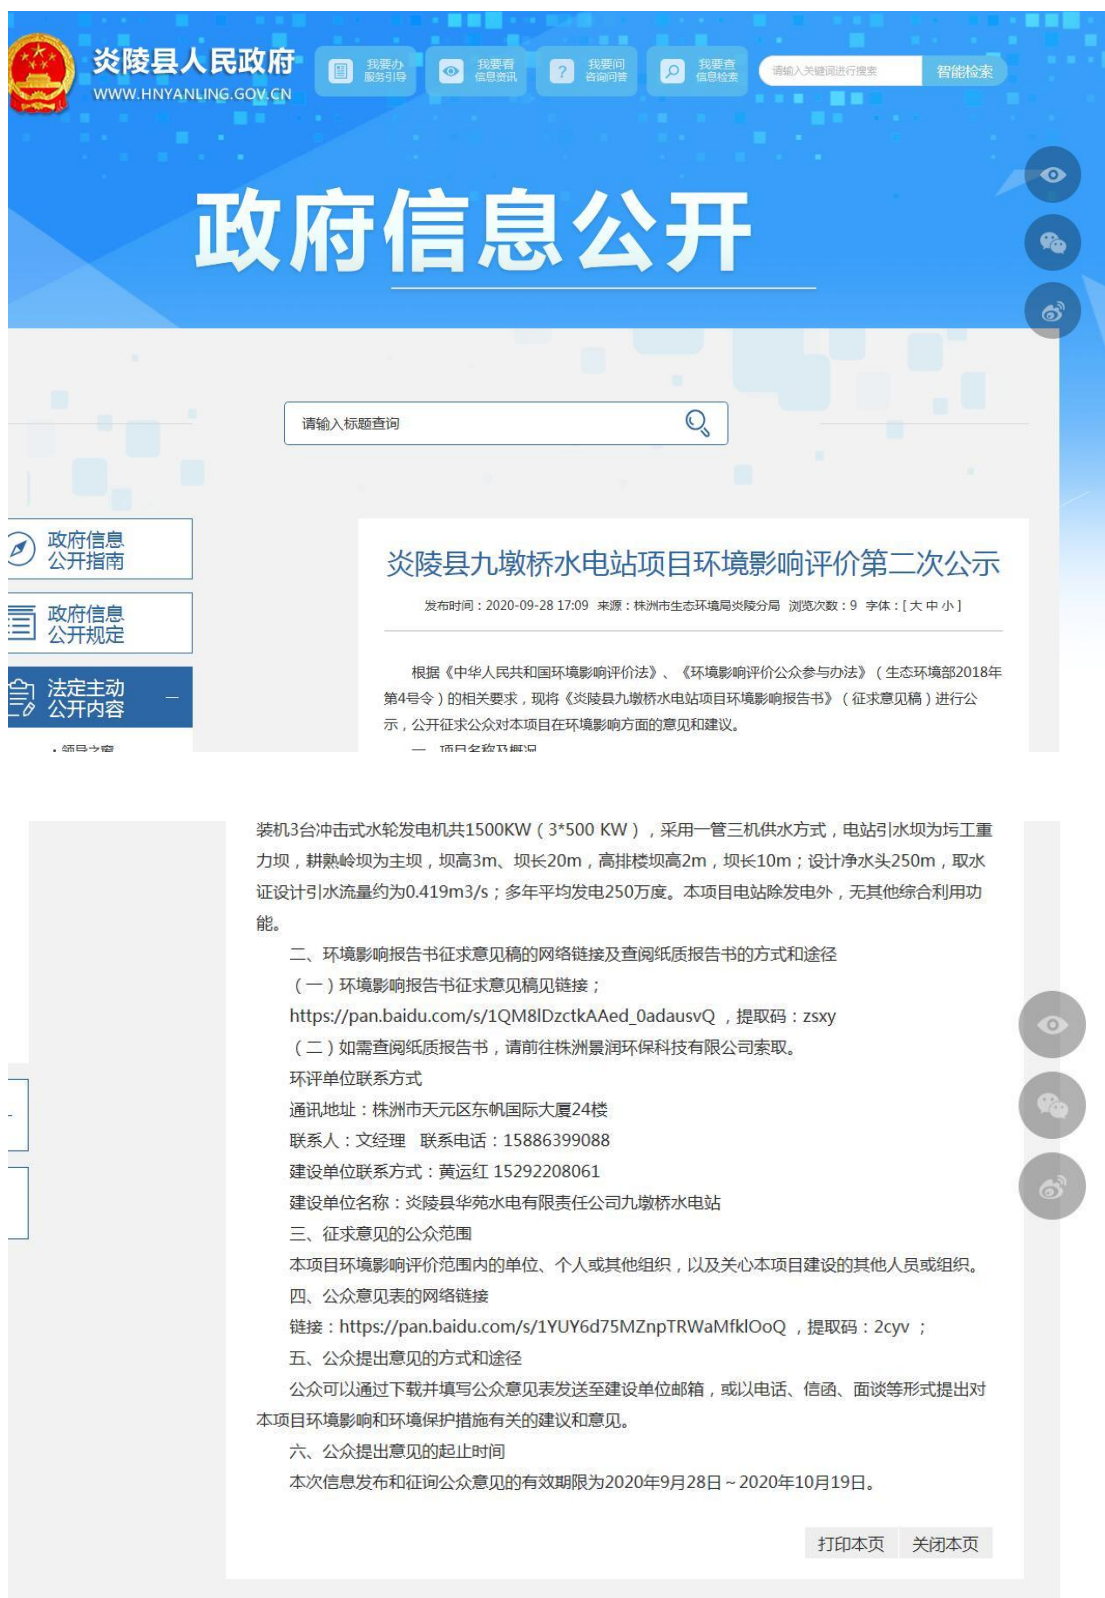 炎陵县人民政府
WWW.HNYANLING.GOV.CN
我要办
服务引导
我要看
信息资讯
我要问
咨询问答
我要查
信息检索
请输入关键词进行搜索
智能检索
政府信息公开
请输入标题查询
政府信息
公开指南
政府信息
公开规定
法定主动
公开内容
· 领导之窗
炎陵县九墩桥水电站项目环境影响评价第二次公示
发布时间：2020-09-28 17:09 来源：株洲市生态环境局炎陵分局 浏览次数：9 字体：[ 大 中 小 ]
根据《中华人民共和国环境影响评价法》、《环境影响评价公众参与办法》（生态环境部2018年
第4号令）的相关要求，现将《炎陵县九墩桥水电站项目环境影响报告书》（征求意见稿）进行公
示，公开征求公众对本项目在环境影响方面的意见和建议。
一、项目名称及概况
装机3台冲击式水轮发电机共1500KW（3*500 KW），采用一管三机供水方式，电站引水坝为圬工重
力坝，耕熟岭坝为主坝，坝高3m、坝长20m，高排楼坝高2m，坝长10m；设计净水头250m，取水
证设计引水流量约为0.419m3/s；多年平均发电250万度。本项目电站除发电外，无其他综合利用功
能。
二、环境影响报告书征求意见稿的网络链接及查阅纸质报告书的方式和途径
（一）环境影响报告书征求意见稿见链接；
https://pan.baidu.com/s/1QM8lDzctkAAed_0adausvQ ，提取码：zsxy
（二）如需查阅纸质报告书，请前往株洲景润环保科技有限公司索取。
环评单位联系方式
通讯地址：株洲市天元区东帆国际大厦24楼
联系人：文经理 联系电话：15886399088
建设单位联系方式：黄运红 15292208061
建设单位名称：炎陵县华苑水电有限责任公司九墩桥水电站
三、征求意见的公众范围
本项目环境影响评价范围内的单位、个人或其他组织，以及关心本项目建设的其他人员或组织。
四、公众意见表的网络链接
链接：https://pan.baidu.com/s/1YUY6d75MZnpTRWaMfklOoQ ，提取码：2cyv ；
五、公众提出意见的方式和途径
公众可以通过下载并填写公众意见表发送至建设单位邮箱，或以电话、信函、面谈等形式提出对
本项目环境影响和环境保护措施有关的建议和意见。
六、公众提出意见的起止时间
本次信息发布和征询公众意见的有效期限为2020年9月28日～2020年10月19日。
打印本页
关闭本页